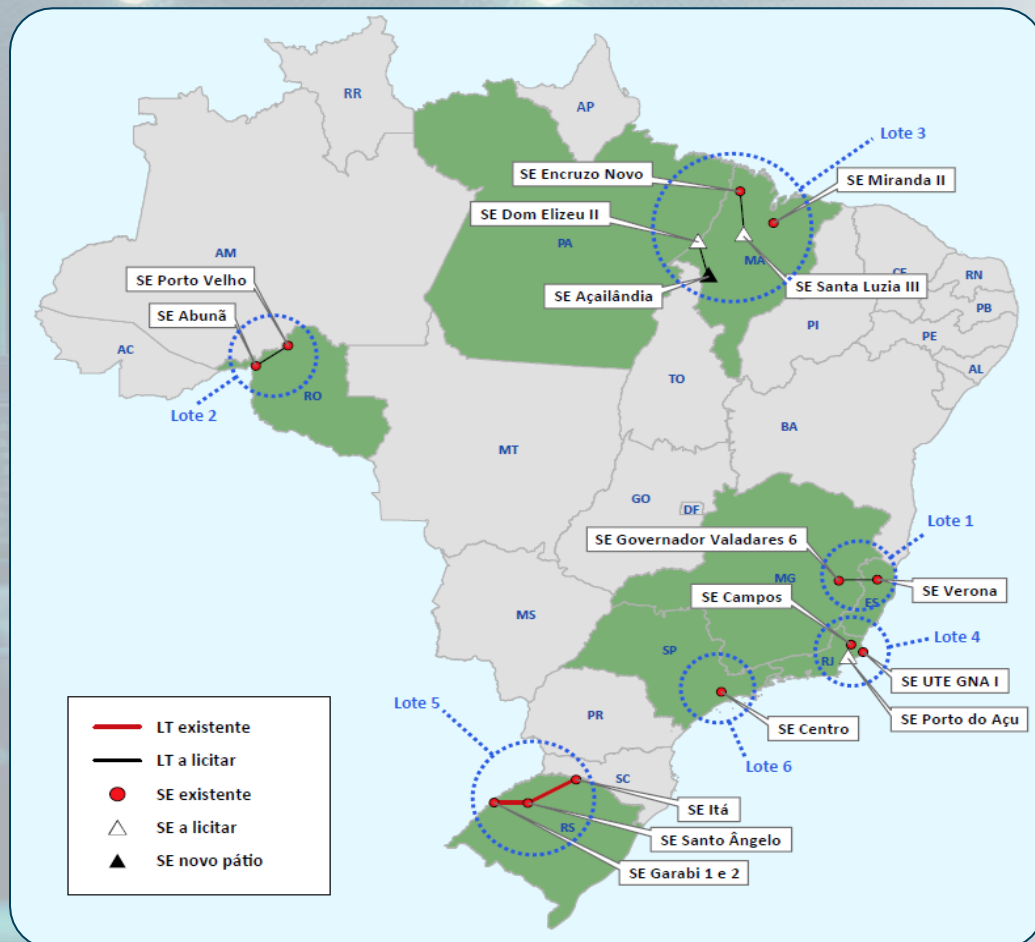 RR
AP
Lote 3
SE Encruzo Novo
SE Miranda II
SE Dom Elizeu II
AM
PA
MA
CE
RN
SE Porto Velho
SE Açailândia
SE Santa Luzia III
PB
SE Abunã
PI
PE
AC
AL
TO
RO
Lote 2
BA
MT
GO
DF
Lote 1
SE Governador Valadares 6
MG
SE Verona
SE Campos
ES
MS
Lote 4
SP
RJ
SE UTE GNA I
Lote 5
PR
SE Porto do Açu
SE Centro
Lote 6
SC
SE Itá
RS
SE Santo Ângelo
SE Garabi 1 e 2
LT existente
LT a licitar
SE existente
SE a licitar
SE novo pátio